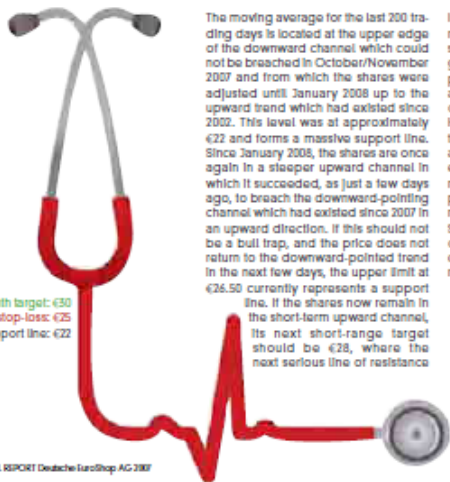 The moving average for the last 200 tra-
ding days is located at the upper edge
of the downward channel which could
not be breached in October/November
2007 and from which the shares were
adjusted until January 2008 up to the
upward trend which had existed since
2002. This level was at approximately
€22 and forms a massive support line.
Since January 2008, the shares are once
again in a steeper upward channel in
which it succeeded, as just a few days
ago, to breach the downward-pointing
channel which had existed since 2007 in
an upward direction. If this should not
be a bull trap, and the price does not
return to the downward-pointed trend
in the next few days, the upper limit at
€26.50 currently represents a support
line. If the shares now remain in
the short-term upward channel,
its next short-range target
should be €28, where the
next serious line of resistance
th target: €30
stop-loss: €25
port line: €22
REPORT Deutsche EuroShop AG 2007